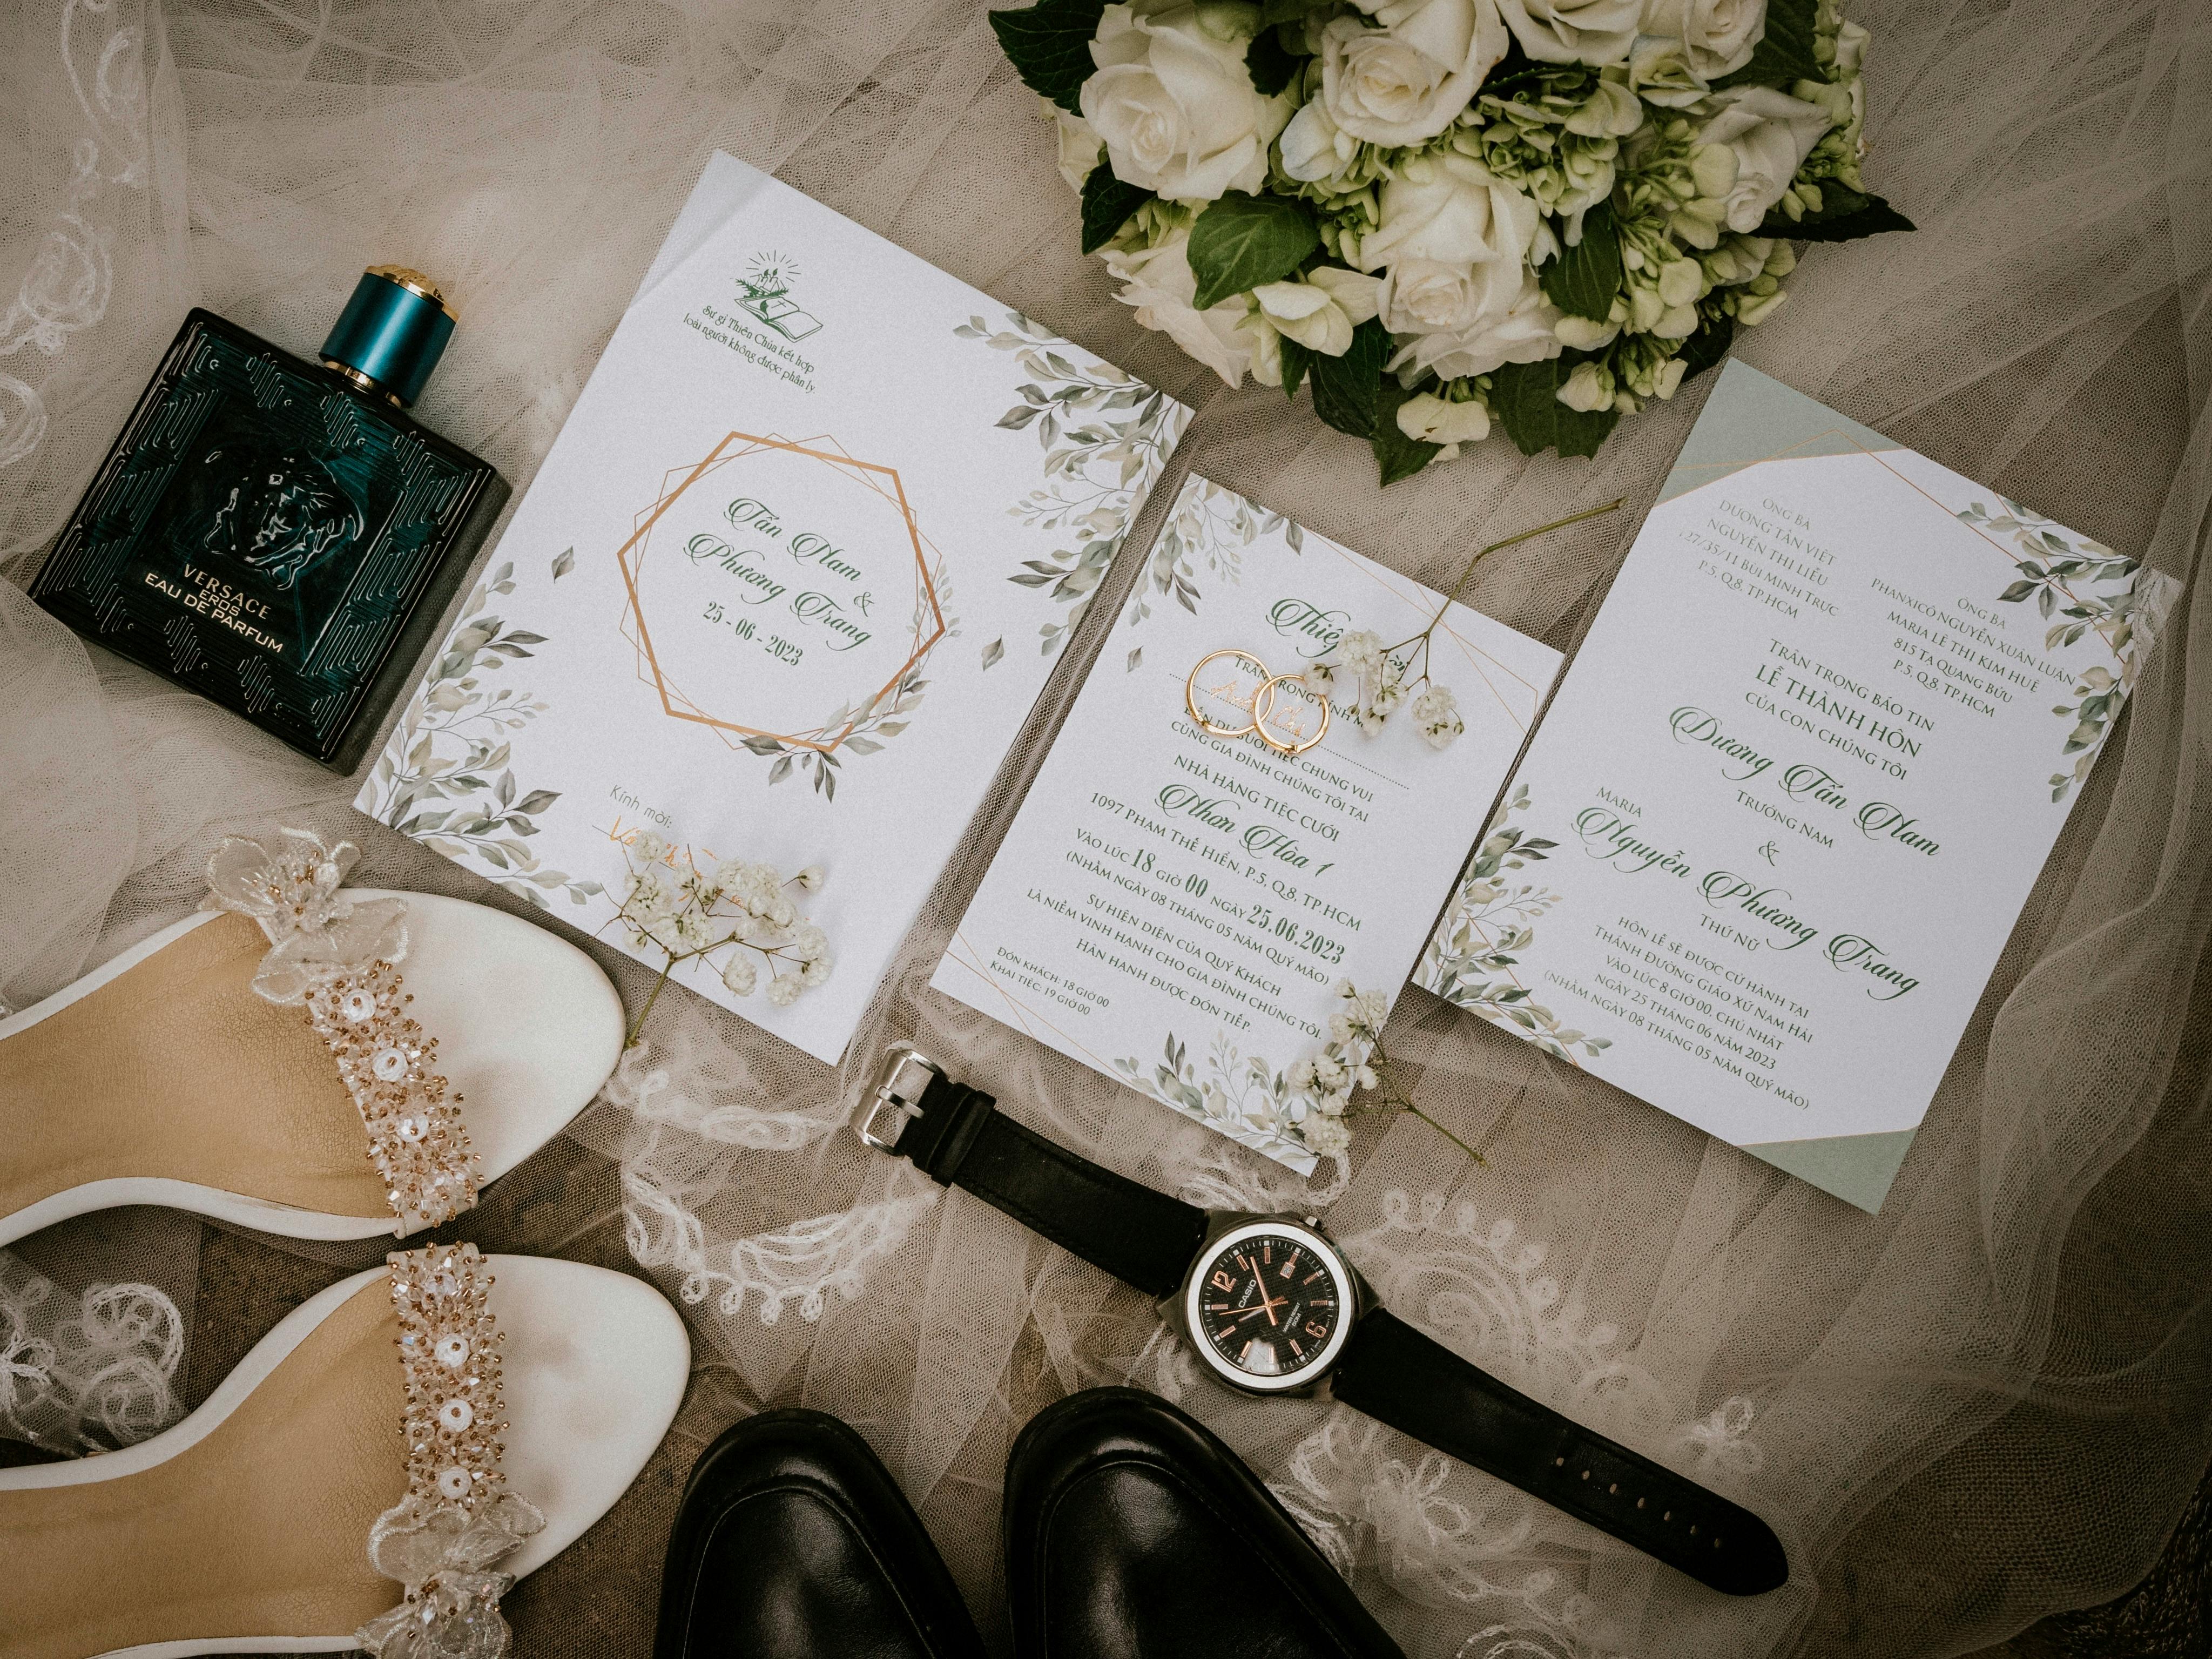 VERSACE
EROS
EAU DE PARFUM
Sự gì Thiên Chúa kết hợp
loài người không được phân ly.
Tấn Nam
&
Phương Trang
25 - 06 - 2023
Kính mời:
Thiệp
TRÂN TRỌNG KÍNH M
ĐẾN DỰ BUỔI TIỆC CHUNG VUI
CÙNG GIA ĐÌNH CHÚNG TÔI TẠI
NHÀ HÀNG TIỆC CƯỚI
Nhơn Hòa 1
1097 PHẠM THẾ HIỂN, P.5, Q.8, TP.HCM
VÀO LÚC 18 GIỜ 00 NGÀY 25.06.2023
(NHẰM NGÀY 08 THÁNG 05 NĂM QUÝ MÃO)
SỰ HIỆN DIỆN CỦA QUÝ KHÁCH
LÀ NIỀM VINH HẠNH CHO GIA ĐÌNH CHÚNG TÔI.
HÂN HẠNH ĐƯỢC ĐÓN TIẾP.
ĐÓN KHÁCH: 18 GIỜ 00
KHAI TIỆC: 19 GIỜ 00
ÔNG BÀ
DƯƠNG TẤN VIỆT
NGUYỄN THỊ LIỄU
27/35/11 BÙI MINH TRỰC
P.5, Q.8, TP.HCM
ÔNG BÀ
PHANXICÔ NGUYỄN XUÂN LUÂN
MARIA LÊ THỊ KIM HUÊ
815 TẠ QUANG BỬU
P.5, Q.8, TP.HCM
TRÂN TRỌNG BÁO TIN
LỄ THÀNH HÔN
CỦA CON CHÚNG TÔI
Dương Tấn Nam
TRƯỞNG NAM
&
MARIA
Nguyễn Phương Trang
THỨ NỮ
HÔN LỄ SẼ ĐƯỢC CỬ HÀNH TẠI
THÁNH ĐƯỜNG GIÁO XỨ NAM HẢI
VÀO LÚC 8 GIỜ 00, CHÚ NHẬT
NGÀY 25 THÁNG 06 NĂM 2023
(NHẰM NGÀY 08 THÁNG 05 NĂM QUÝ MÃO)
12
CASIO
6